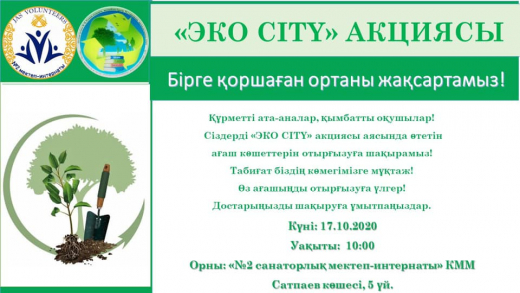 JAS VOLUNTEERS
№2 мектеп-интернаты
«ЭКО CITY» АКЦИЯСЫ
Бірге қоршаған ортаны жақсартамыз!
Құрметті ата-аналар, қымбатты оқушылар!
Сіздерді «ЭКО CITY» акциясы аясында өтетін
ағаш көшеттерін отырғызуға шақырамыз!
Табиғат біздің көмегімізге мұқтаж!
Өз ағашыңды отырғызуға үлгер!
Достарыңызды шақыруға ұмытпаңыздар.
Күні: 17.10.2020
Уақыты: 10:00
Орны: «№2 санаторлық мектеп-интернаты» КММ
Сатпаев көшесі, 5 үй.